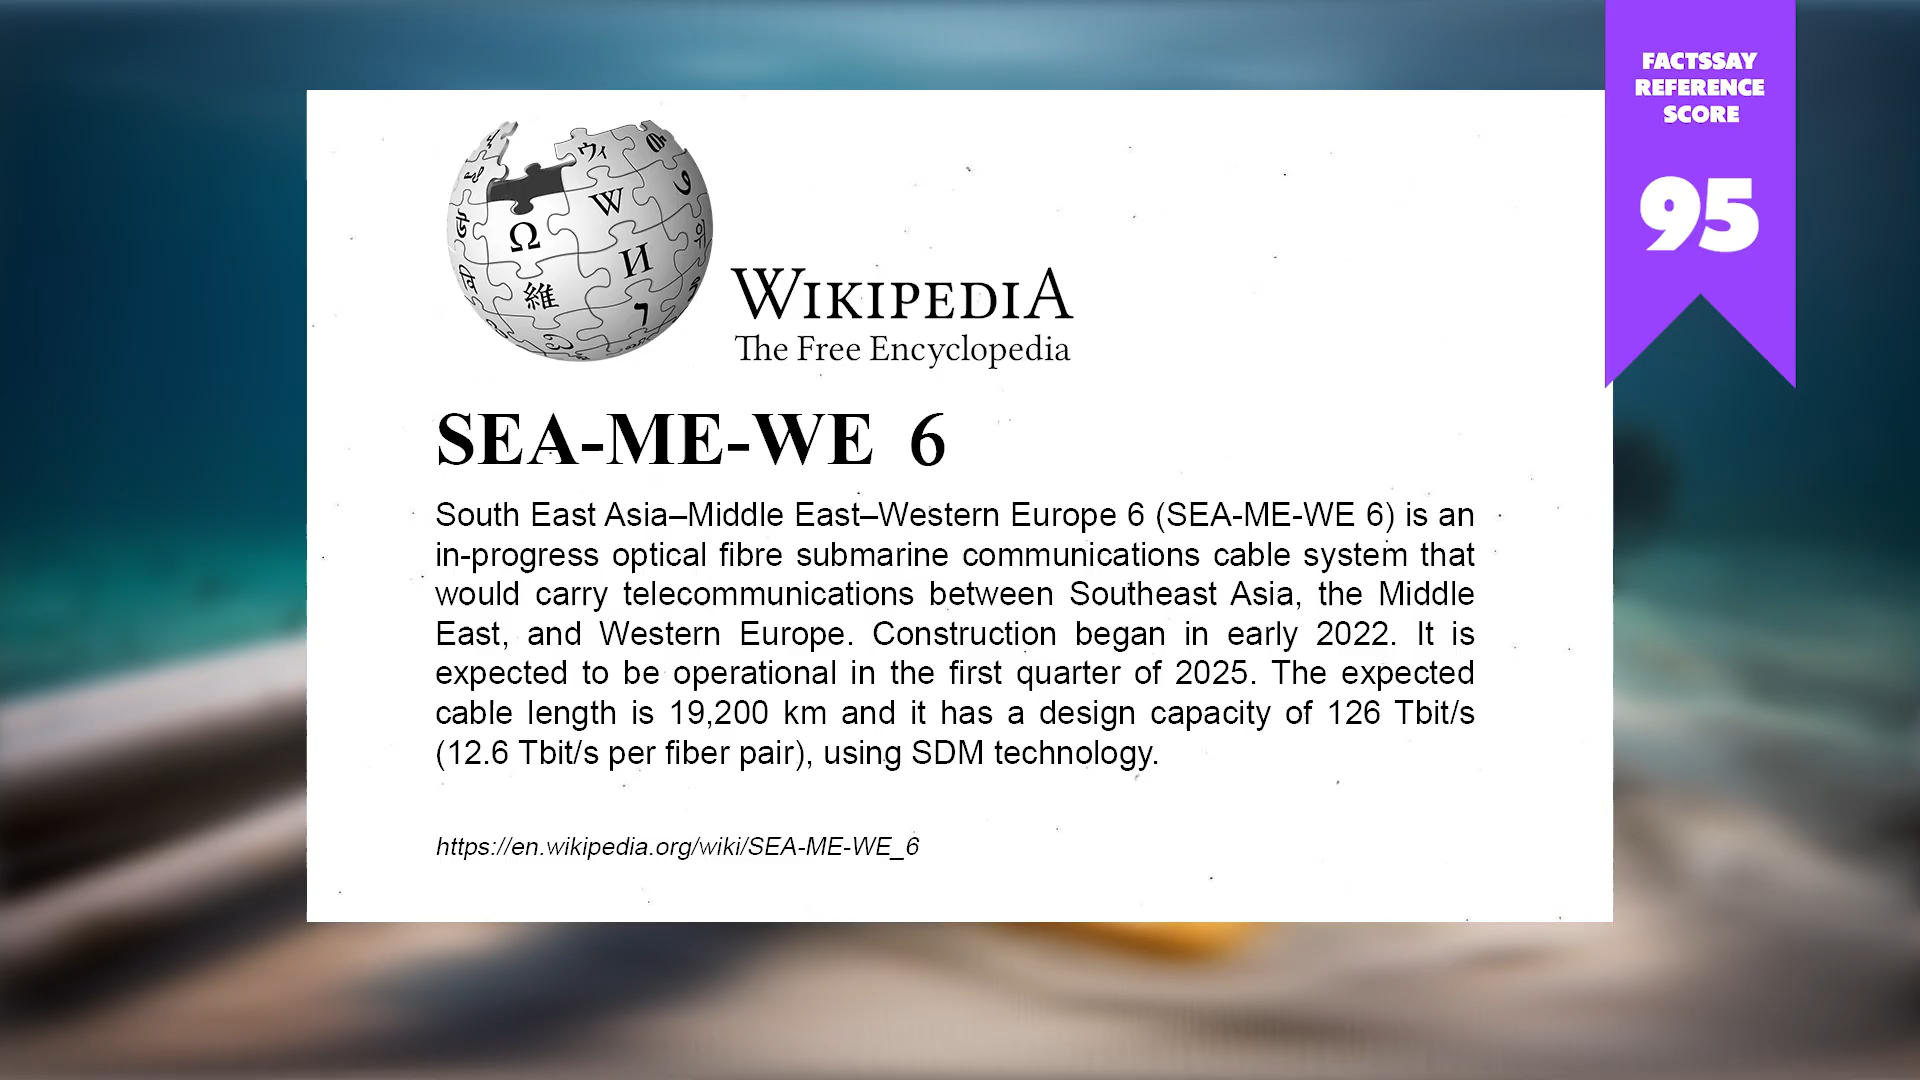 FACTSSAY
REFERENCE
SCORE
95
Ω
W
И
維
ウィ
WIKIPEDIA
The Free Encyclopedia
SEA-ME-WE 6
South East Asia–Middle East–Western Europe 6 (SEA-ME-WE 6) is an
in-progress optical fibre submarine communications cable system that
would carry telecommunications between Southeast Asia, the Middle
East, and Western Europe. Construction began in early 2022. It is
expected to be operational in the first quarter of 2025. The expected
cable length is 19,200 km and it has a design capacity of 126 Tbit/s
(12.6 Tbit/s per fiber pair), using SDM technology.
https://en.wikipedia.org/wiki/SEA-ME-WE_6